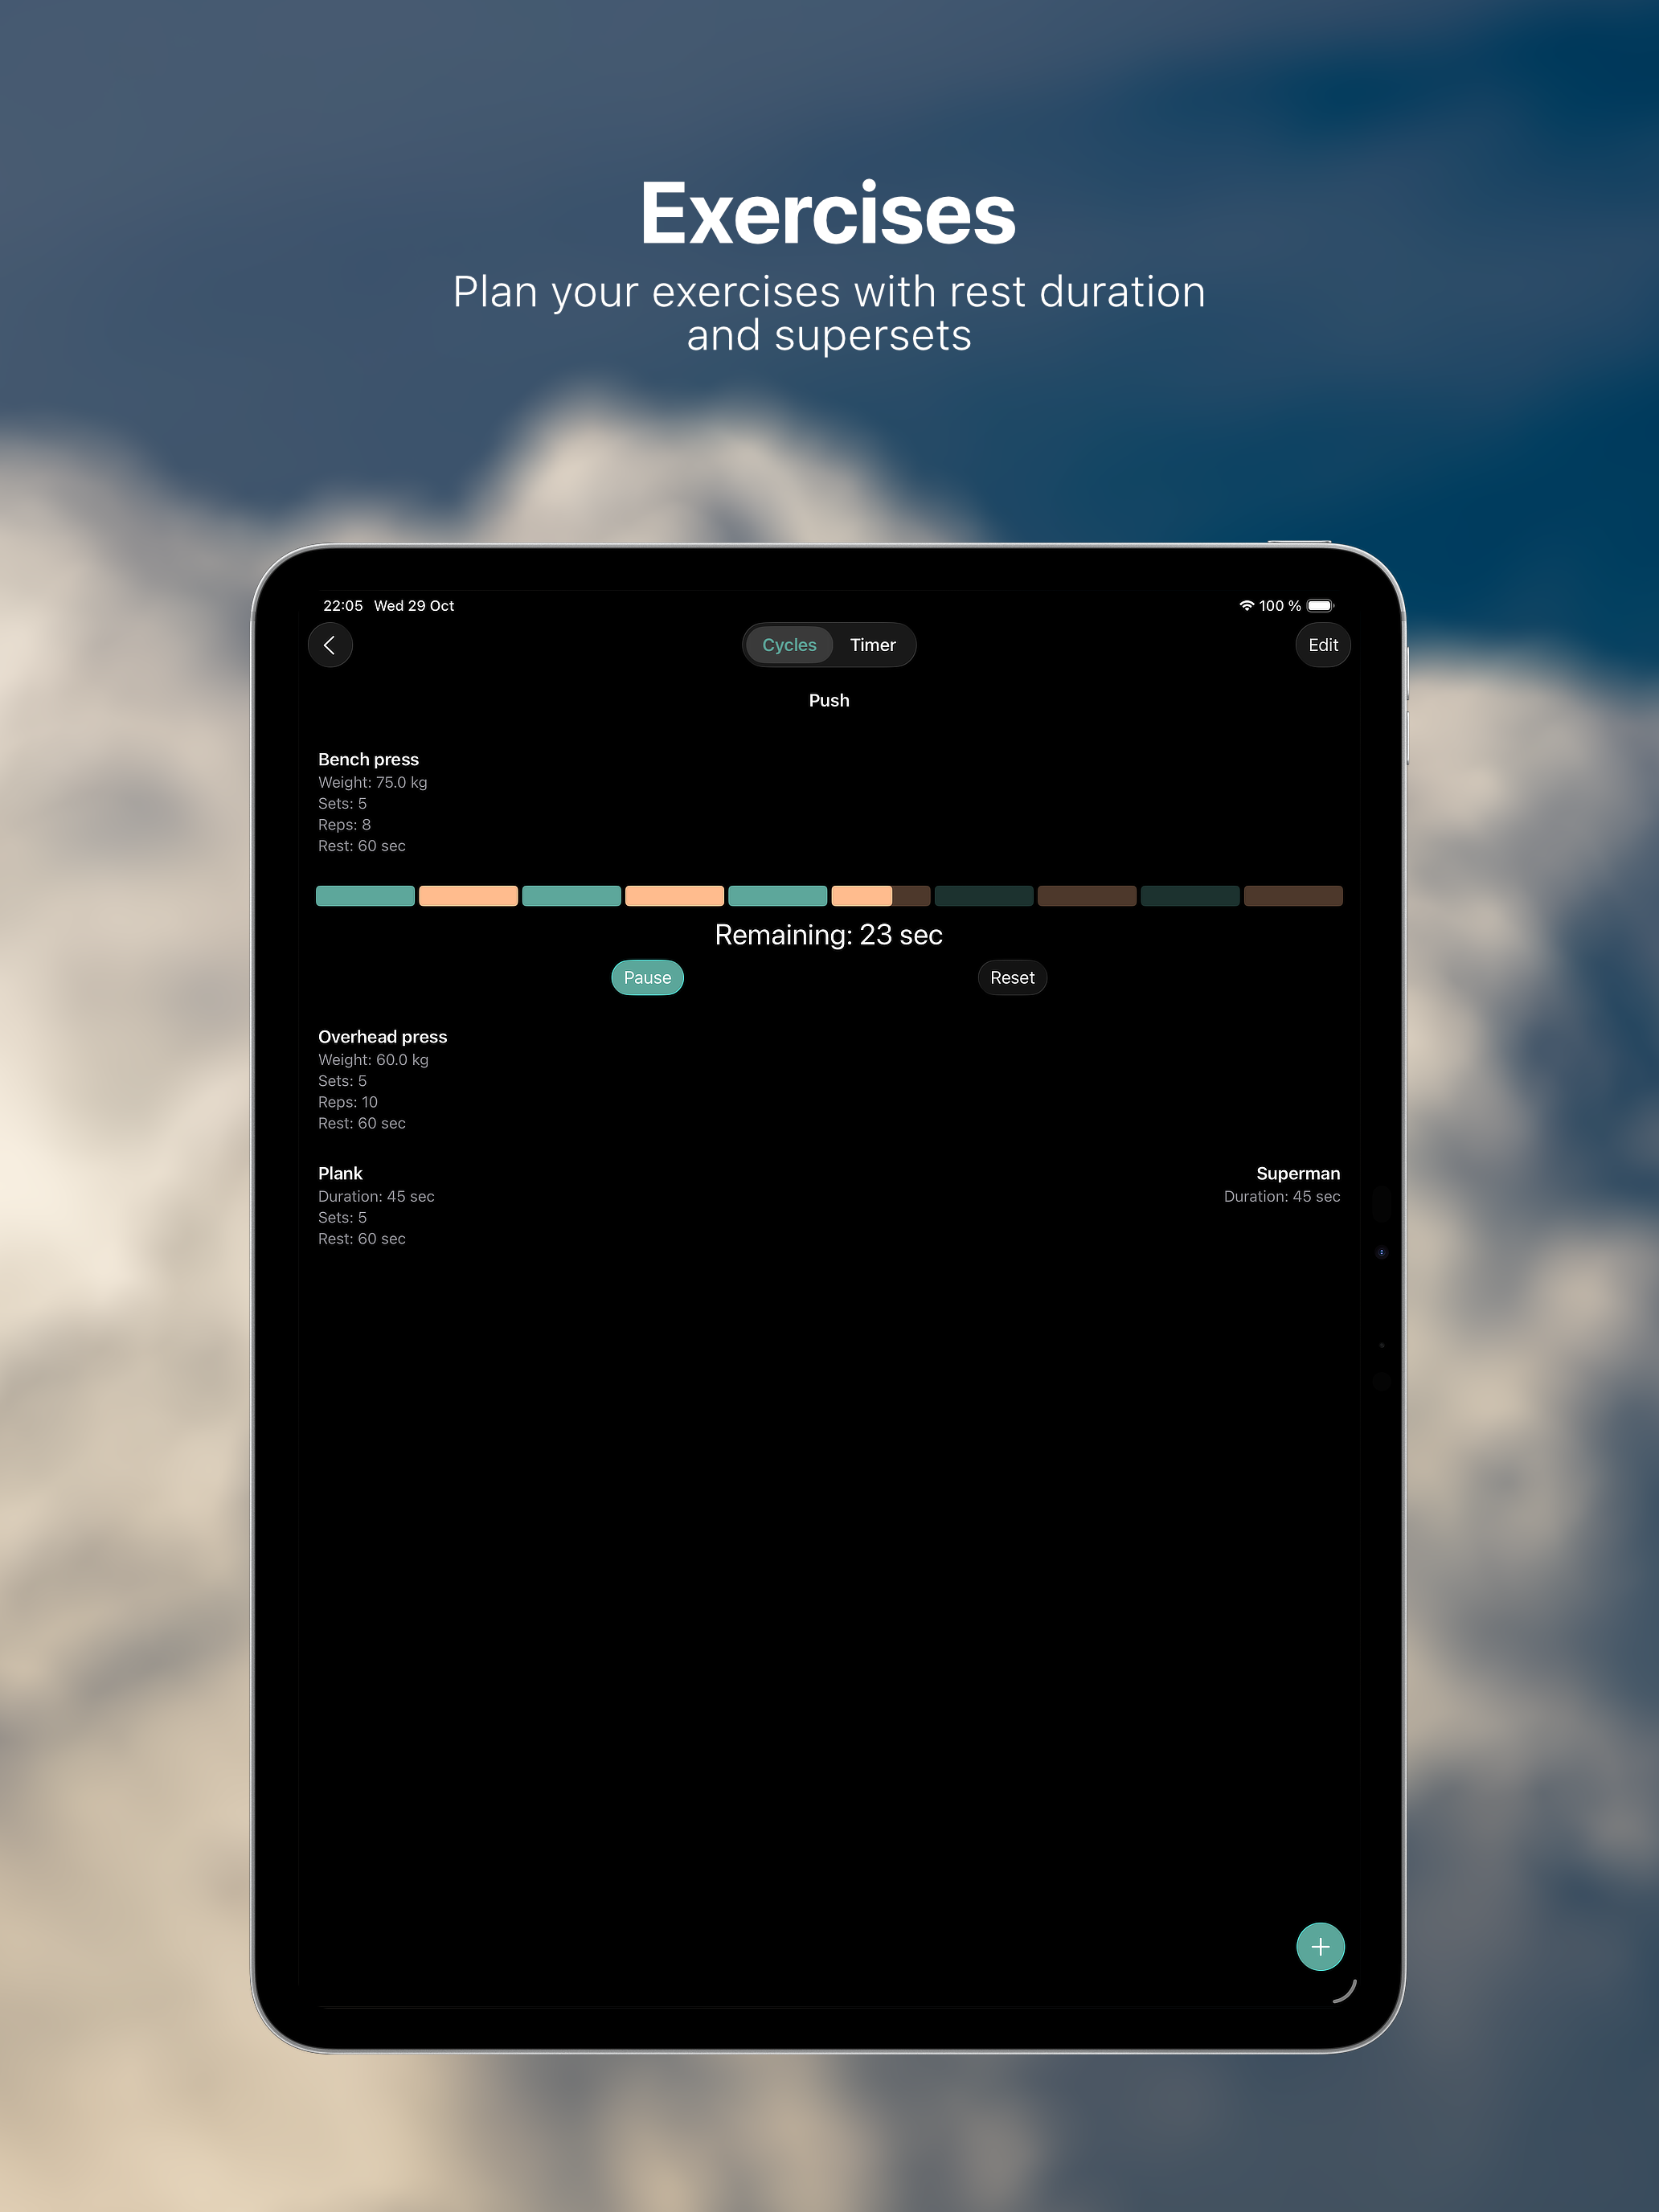 Exercises
Plan your exercises with rest duration
and supersets
22:05 Wed 29 Oct
100 %
Cycles Timer
Edit
Push
Bench press
Weight: 75.0 kg
Sets: 5
Reps: 8
Rest: 60 sec
Remaining: 23 sec
Pause Reset
Overhead press
Weight: 60.0 kg
Sets: 5
Reps: 10
Rest: 60 sec
Plank
Duration: 45 sec
Sets: 5
Rest: 60 sec
Superman
Duration: 45 sec